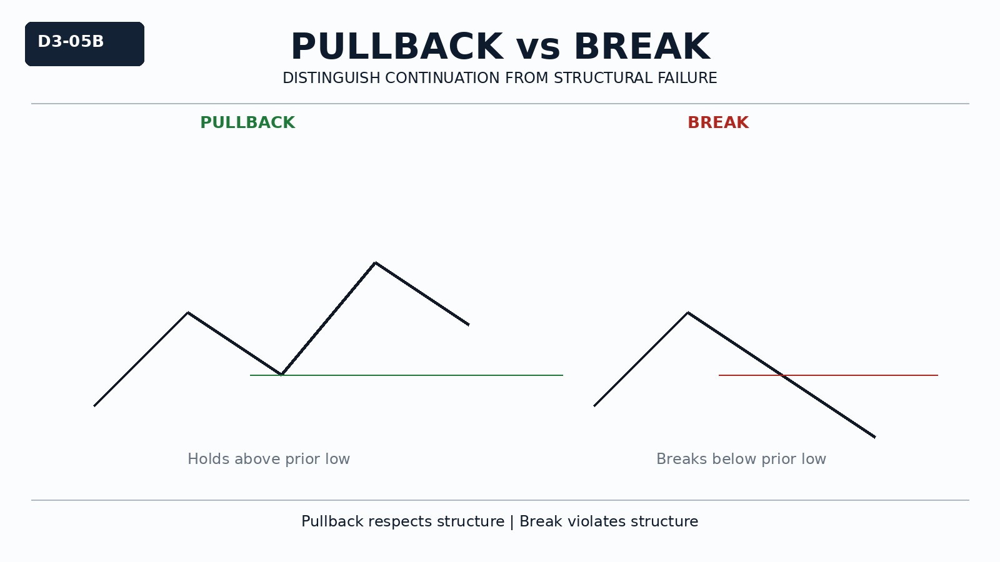 D3-05B
PULLBACK vs BREAK
DISTINGUISH CONTINUATION FROM STRUCTURAL FAILURE
PULLBACK
BREAK
Holds above prior low
Breaks below prior low
Pullback respects structure | Break violates structure